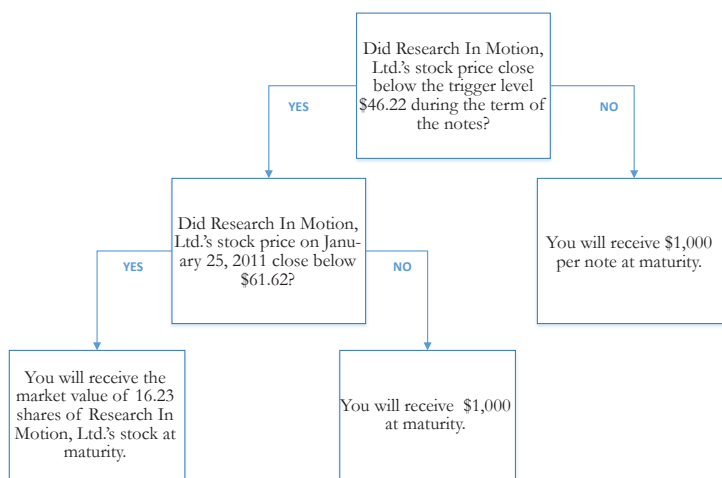 Did Research In Motion,
Ltd.'s stock price close
below the trigger level
$46.22 during the term of
the notes?
YES
NO
Did Research In Motion,
Ltd.'s stock price on Janu-
ary 25, 2011 close below
$61.62?
You will receive $1,000
per note at maturity.
YES
NO
You will receive the
market value of 16.23
shares of Research In
Motion, Ltd.'s stock at
maturity.
You will receive $1,000
at maturity.